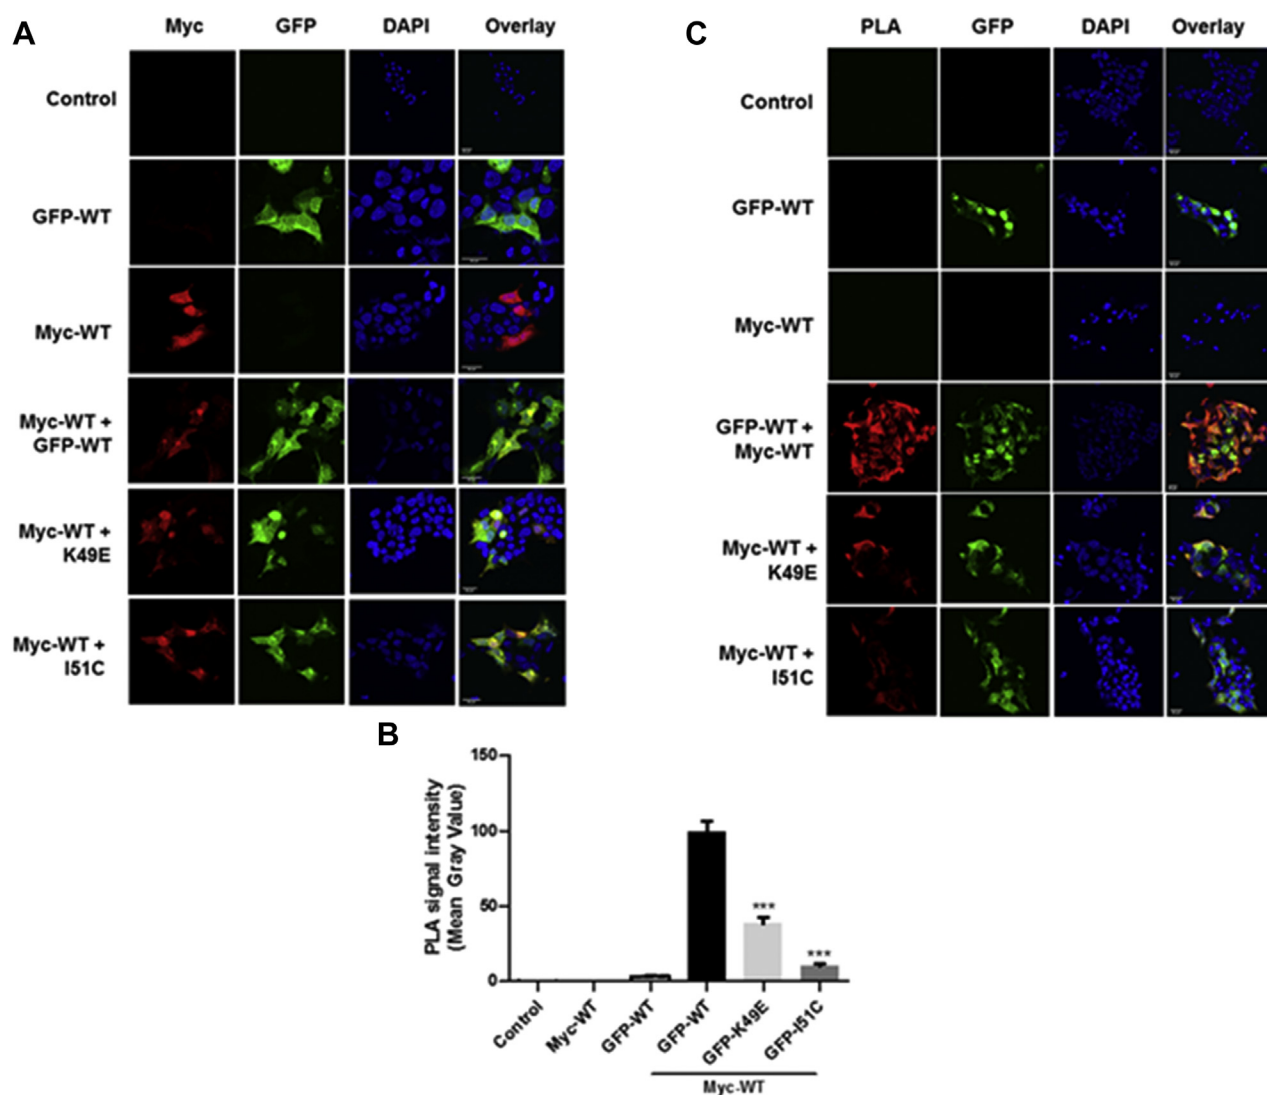 A
Myc GFP DAPI Overlay
Control
GFP-WT
Myc-WT
Myc-WT +
GFP-WT
Myc-WT +
K49E
Myc-WT +
I51C
C
PLA GFP DAPI Overlay
Control
GFP-WT
Myc-WT
GFP-WT +
Myc-WT
Myc-WT +
K49E
Myc-WT +
I51C
B
PLA signal intensity
(Mean Gray Value)
150
100
50
0
***
***
Control
Myc-WT
GFP-WT
GFP-WT
GFP-K49E
GFP-I51C
Myc-WT